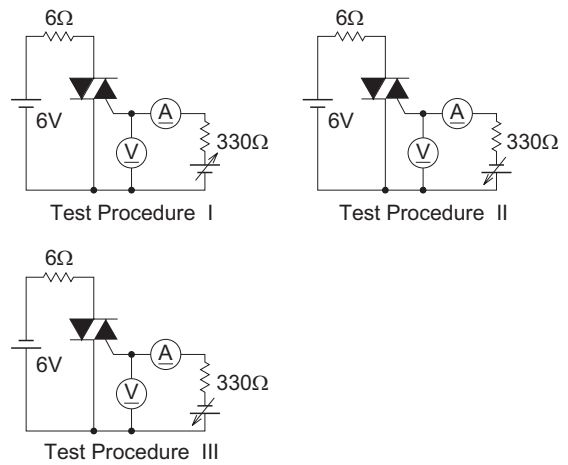 6Ω
6V
A
V
330Ω
Test Procedure I
6Ω
6V
A
V
330Ω
Test Procedure II
6Ω
6V
A
V
330Ω
Test Procedure III